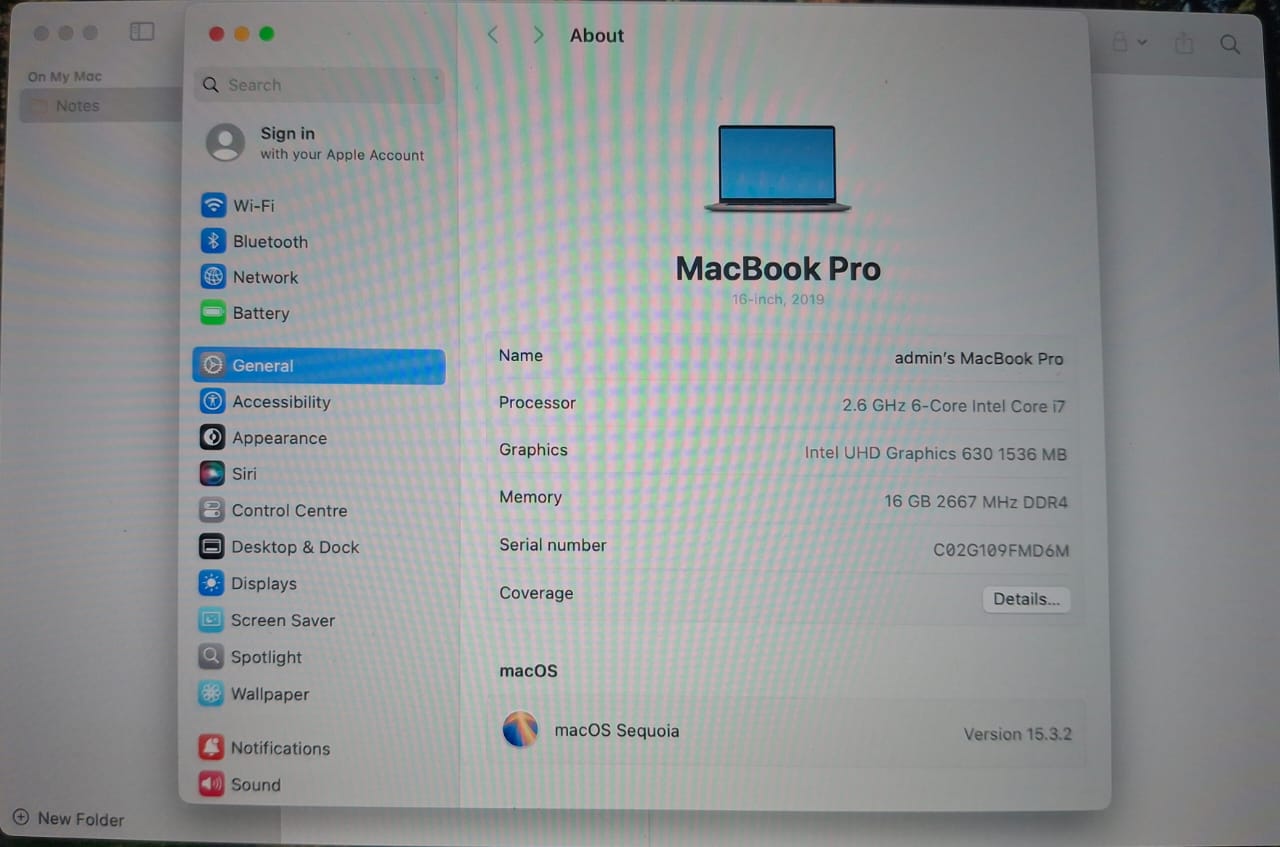 On My Mac
Notes
New Folder
Search
Sign in
with your Apple Account
Wi-Fi
Bluetooth
Network
Battery
General
Accessibility
Appearance
Siri
Control Centre
Desktop & Dock
Displays
Screen Saver
Spotlight
Wallpaper
Notifications
Sound
About
MacBook Pro
16-inch, 2019
Name admin’s MacBook Pro
Processor 2.6 GHz 6-Core Intel Core i7
Graphics Intel UHD Graphics 630 1536 MB
Memory 16 GB 2667 MHz DDR4
Serial number C02G109FMD6M
Coverage Details...
macOS
macOS Sequoia Version 15.3.2